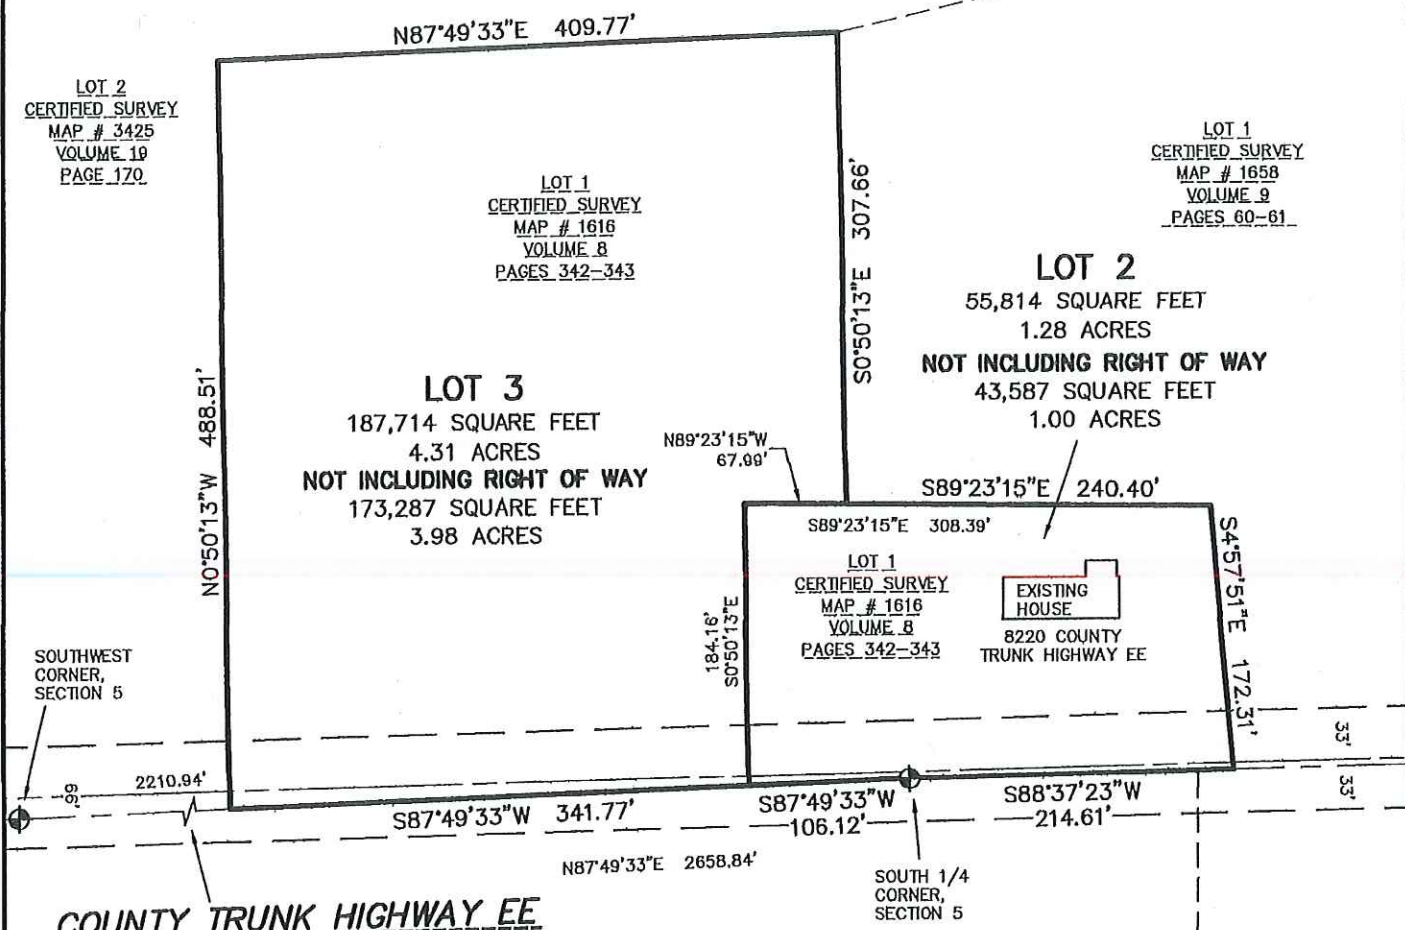 N87°49'33"E 409.77'
LOT 2
CERTIFIED SURVEY
MAP # 3425
VOLUME 19
PAGE 170
LOT 1
CERTIFIED SURVEY
MAP # 1616
VOLUME 8
PAGES 342-343
S0°50'13"E 307.66'
LOT 1
CERTIFIED SURVEY
MAP # 1658
VOLUME 9
PAGES 60-61
LOT 2
55,814 SQUARE FEET
1.28 ACRES
NOT INCLUDING RIGHT OF WAY
43,587 SQUARE FEET
1.00 ACRES
N0°50'13"W 488.51'
LOT 3
187,714 SQUARE FEET
4.31 ACRES
NOT INCLUDING RIGHT OF WAY
173,287 SQUARE FEET
3.98 ACRES
N89°23'15"W
67.99'
S89°23'15"E 240.40'
S89°23'15"E 308.39'
LOT 1
CERTIFIED SURVEY
MAP # 1616
VOLUME 8
PAGES 342-343
EXISTING
HOUSE
8220 COUNTY
TRUNK HIGHWAY EE
184.16'
S0°50'13"E
S4°57'51"E 172.31'
SOUTHWEST
CORNER,
SECTION 5
66'
2210.94'
33'
33'
S87°49'33"W 341.77'
S87°49'33"W
106.12'
S88°37'23"W
214.61'
N87°49'33"E 2658.84'
SOUTH 1/4
CORNER,
SECTION 5
COUNTY TRUNK HIGHWAY EE